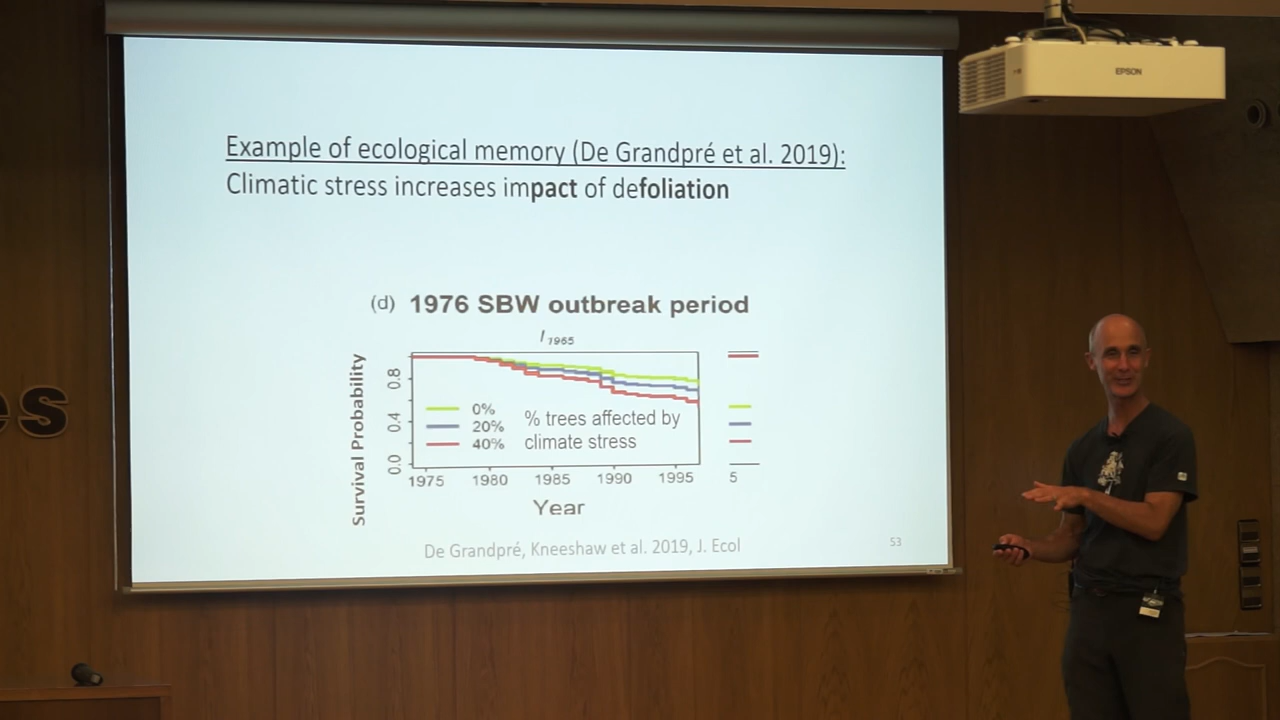 EPSON
Example of ecological memory (De Grandpré et al. 2019):
Climatic stress increases impact of defoliation
(d) 1976 SBW outbreak period
I 1965
Survival Probability
0.8
0.4
0.0
0%
20%
40%
% trees affected by
climate stress
1975 1980 1985 1990 1995 5
Year
De Grandpré, Kneeshaw et al. 2019, J. Ecol
53
es